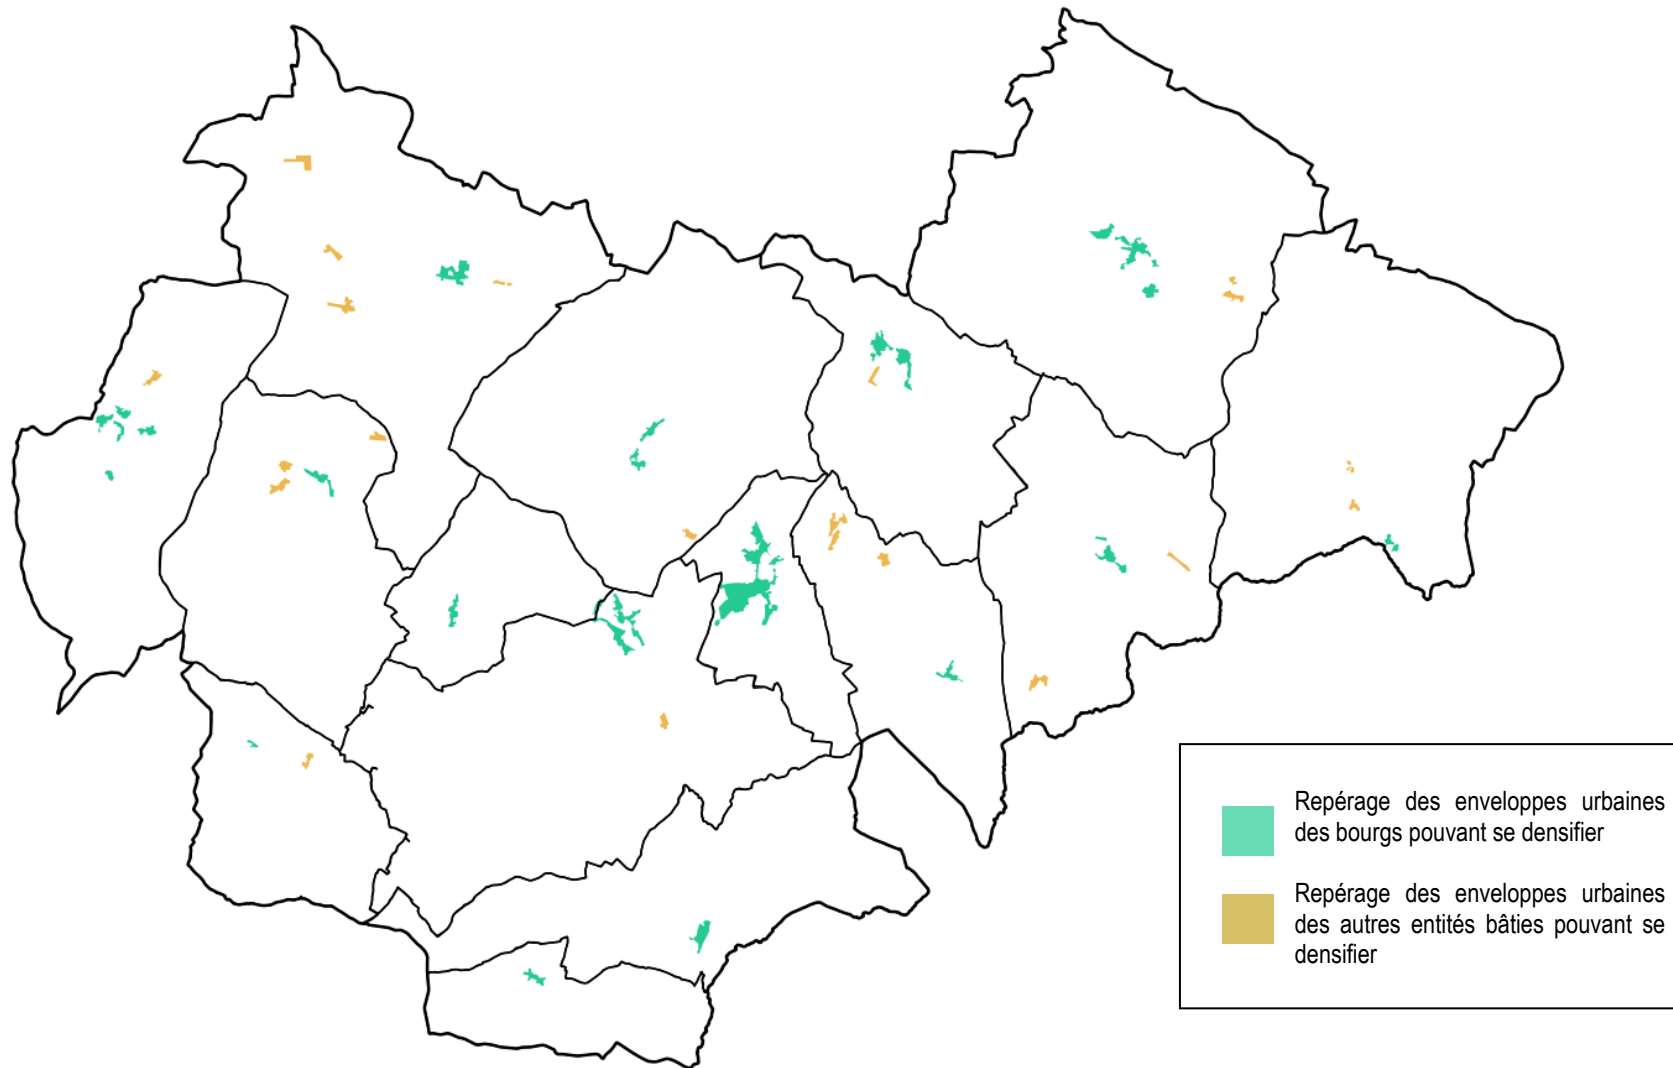 Repérage des enveloppes urbaines
des bourgs pouvant se densifier
Repérage des enveloppes urbaines
des autres entités bâties pouvant se
densifier